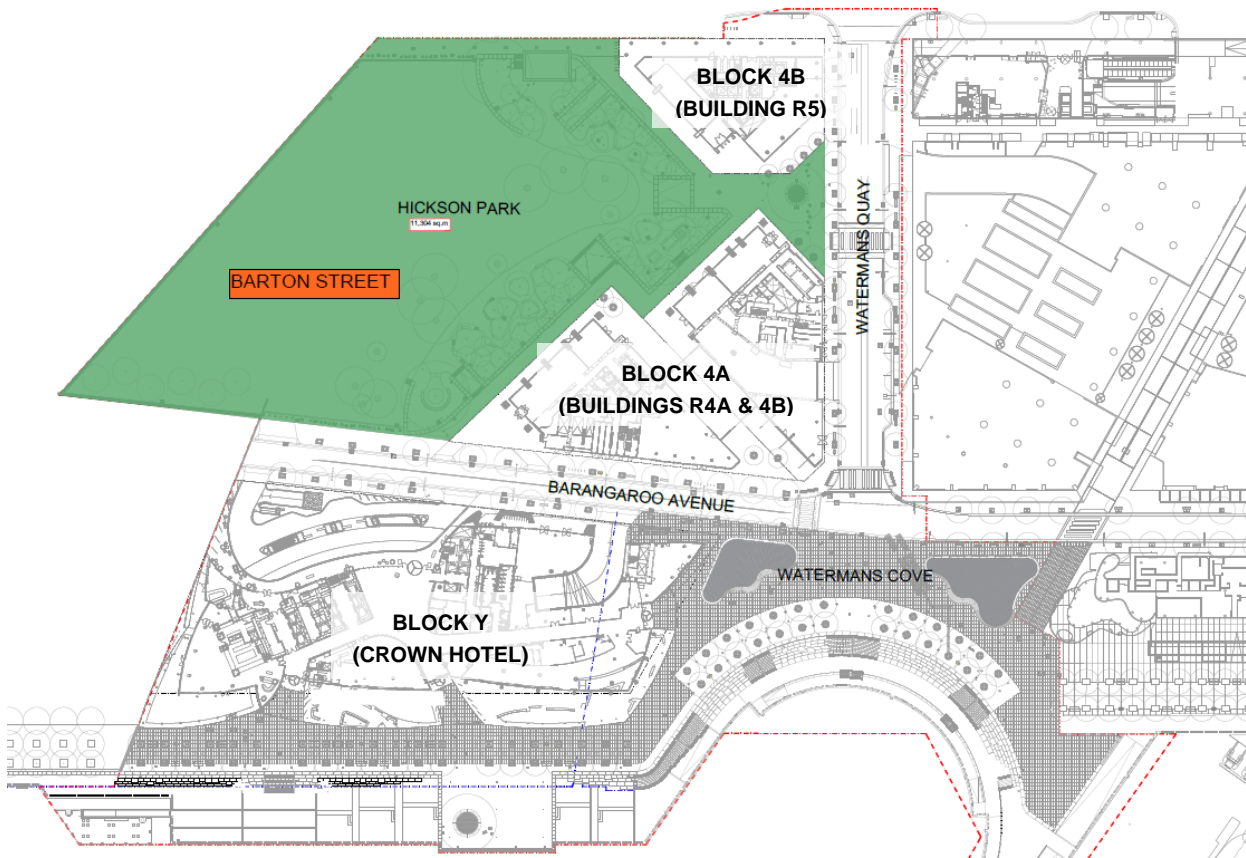 BLOCK 4B
(BUILDING R5)
HICKSON PARK
11,304 sq.m
BARTON STREET
WATERMANS QUAY
BLOCK 4A
(BUILDINGS R4A & 4B)
BARANGAROO AVENUE
WATERMANS COVE
BLOCK Y
(CROWN HOTEL)